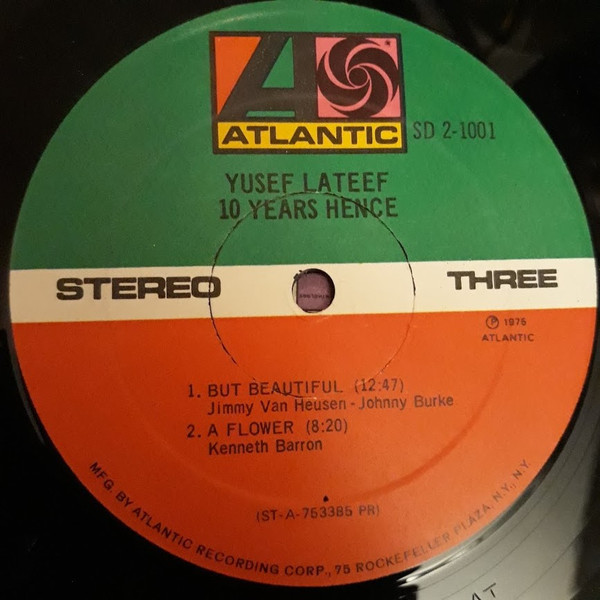 ATLANTIC
SD 2-1001
YUSEF LATEEF
10 YEARS HENCE
STEREO
THREE
Ⓟ 1975
ATLANTIC
1. BUT BEAUTIFUL (12:47)
Jimmy Van Heusen - Johnny Burke
2. A FLOWER (8:20)
Kenneth Barron
(ST-A-753385 PR)
MFG. BY ATLANTIC RECORDING CORP., 75 ROCKEFELLER PLAZA, N.Y., N.Y.
AT